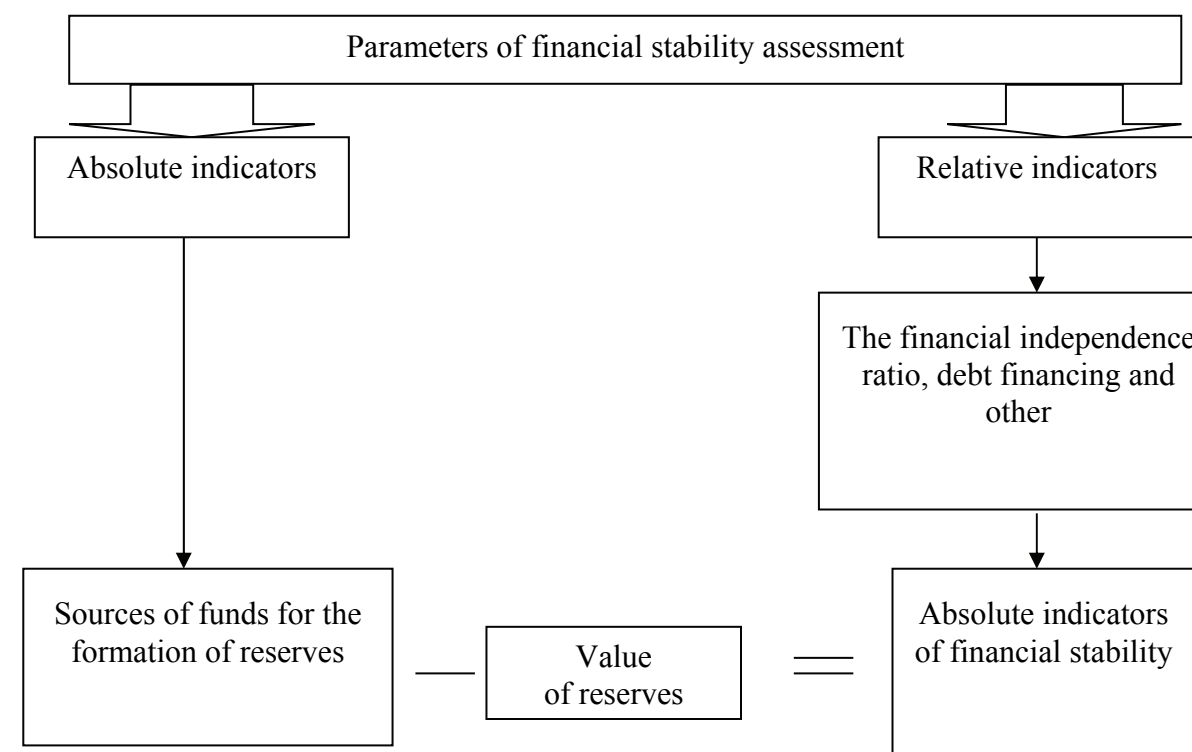 Parameters of financial stability assessment
Absolute indicators
Relative indicators
The financial independence
ratio, debt financing and
other
Sources of funds for the
formation of reserves
Value
of reserves
Absolute indicators
of financial stability